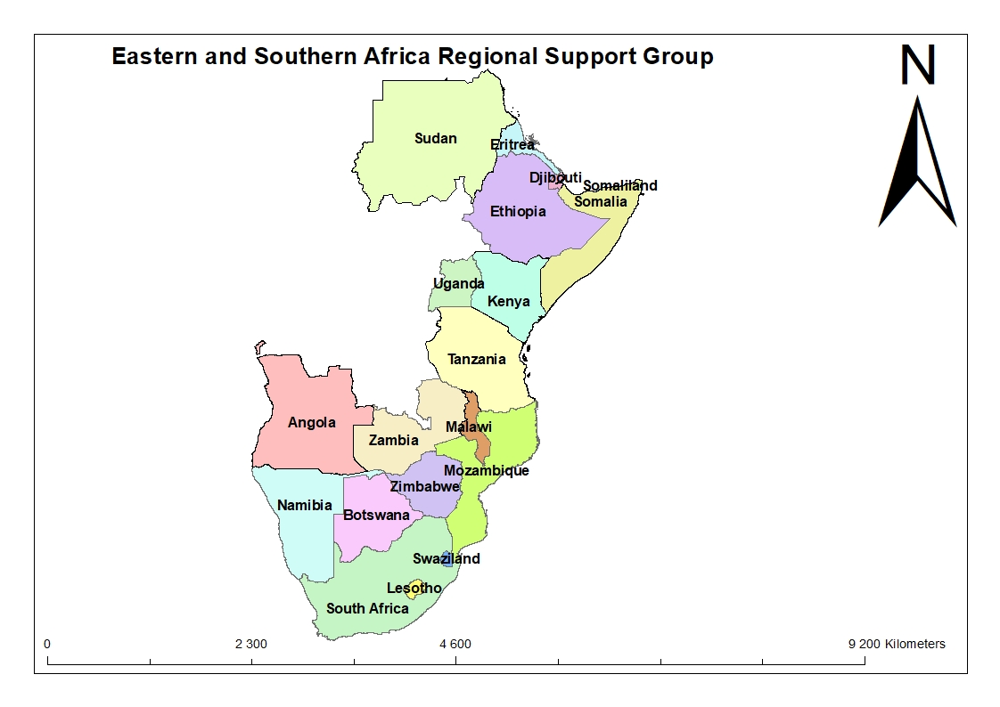 Eastern and Southern Africa Regional Support Group
N
Sudan
Eritrea
Djibouti
Somaliland
Somalia
Ethiopia
Uganda
Kenya
Tanzania
Angola
Malawi
Zambia
Mozambique
Zimbabwe
Namibia
Botswana
Swaziland
Lesotho
South Africa
0 2 300 4 600 9 200 Kilometers